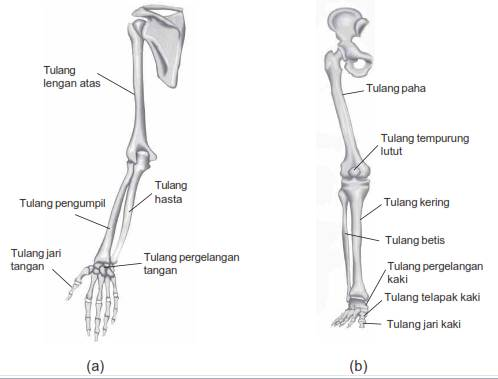 Tulang
lengan atas
Tulang pengumpil
Tulang
hasta
Tulang jari
tangan
Tulang pergelangan
tangan
(a)
Tulang paha
Tulang tempurung
lutut
Tulang kering
Tulang betis
Tulang pergelangan
kaki
Tulang telapak kaki
Tulang jari kaki
(b)